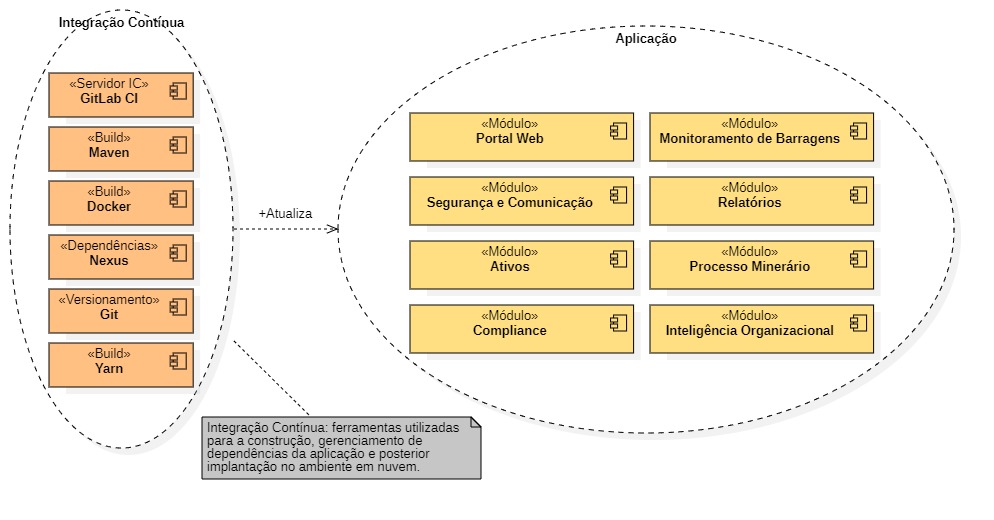 Integração Contínua
«Servidor IC»
GitLab CI
«Build»
Maven
«Build»
Docker
«Dependências»
Nexus
«Versionamento»
Git
«Build»
Yarn
+Atualiza
Aplicação
«Módulo»
Portal Web
«Módulo»
Monitoramento de Barragens
«Módulo»
Segurança e Comunicação
«Módulo»
Relatórios
«Módulo»
Ativos
«Módulo»
Processo Minerário
«Módulo»
Compliance
«Módulo»
Inteligência Organizacional
Integração Contínua: ferramentas utilizadas
para a construção, gerenciamento de
dependências da aplicação e posterior
implantação no ambiente em nuvem.